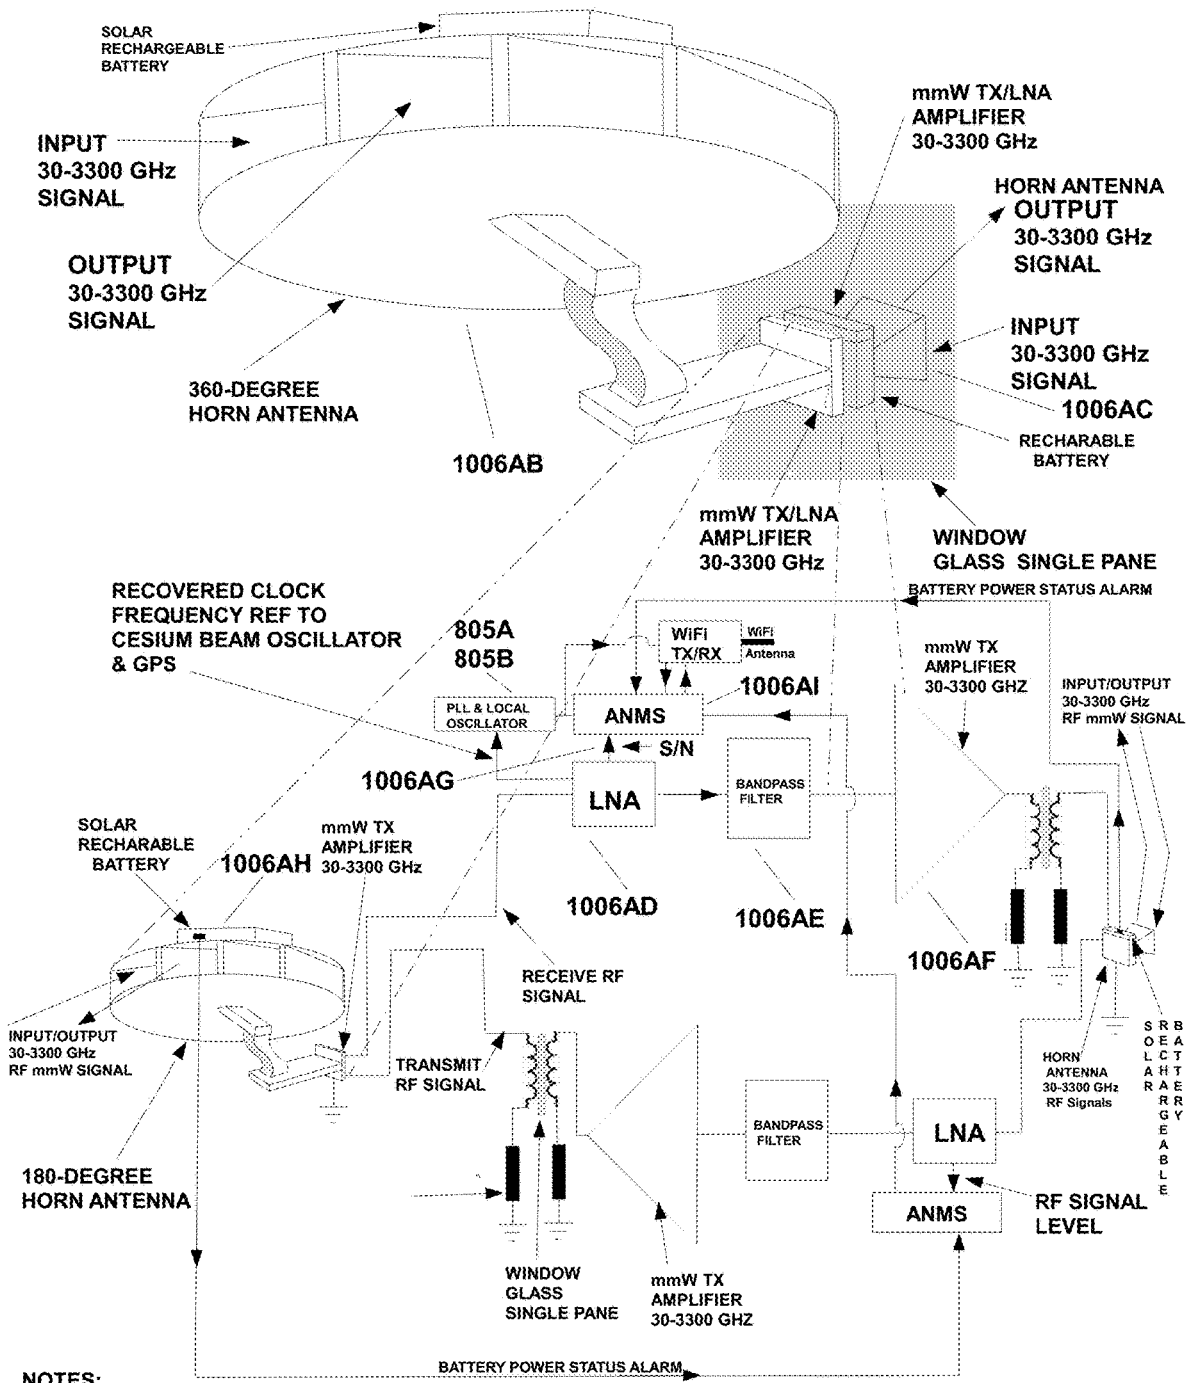 SOLAR
RECHARGEABLE
BATTERY
INPUT
30-3300 GHz
SIGNAL
OUTPUT
30-3300 GHz
SIGNAL
360-DEGREE
HORN ANTENNA
1006AB
mmW TX/LNA
AMPLIFIER
30-3300 GHz
HORN ANTENNA
OUTPUT
30-3300 GHz
SIGNAL
INPUT
30-3300 GHz
SIGNAL
1006AC
RECHARABLE
BATTERY
mmW TX/LNA
AMPLIFIER
30-3300 GHz
WINDOW
GLASS SINGLE PANE
BATTERY POWER STATUS ALARM
RECOVERED CLOCK
FREQUENCY REF TO
CESIUM BEAM OSCILLATOR
& GPS
805A
805B
WiFi
TX/RX
WiFi
Antenna
1006AI
PLL & LOCAL
OSCILLATOR
ANMS
S/N
1006AG
LNA
BANDPASS
FILTER
mmW TX
AMPLIFIER
30-3300 GHZ
INPUT/OUTPUT
30-3300 GHz
RF mmW SIGNAL
SOLAR
RECHARABLE
BATTERY
1006AH
mmW TX
AMPLIFIER
30-3300 GHz
1006AD
1006AE
1006AF
RECEIVE RF
SIGNAL
INPUT/OUTPUT
30-3300 GHz
RF mmW SIGNAL
TRANSMIT
RF SIGNAL
HORN
ANTENNA
30-3300 GHz
RF Signals
SOLAR
RECHARGEABLE
BATTERY
180-DEGREE
HORN ANTENNA
BANDPASS
FILTER
LNA
ANMS
RF SIGNAL
LEVEL
WINDOW
GLASS
SINGLE PANE
mmW TX
AMPLIFIER
30-3300 GHZ
BATTERY POWER STATUS ALARM
NOTES: